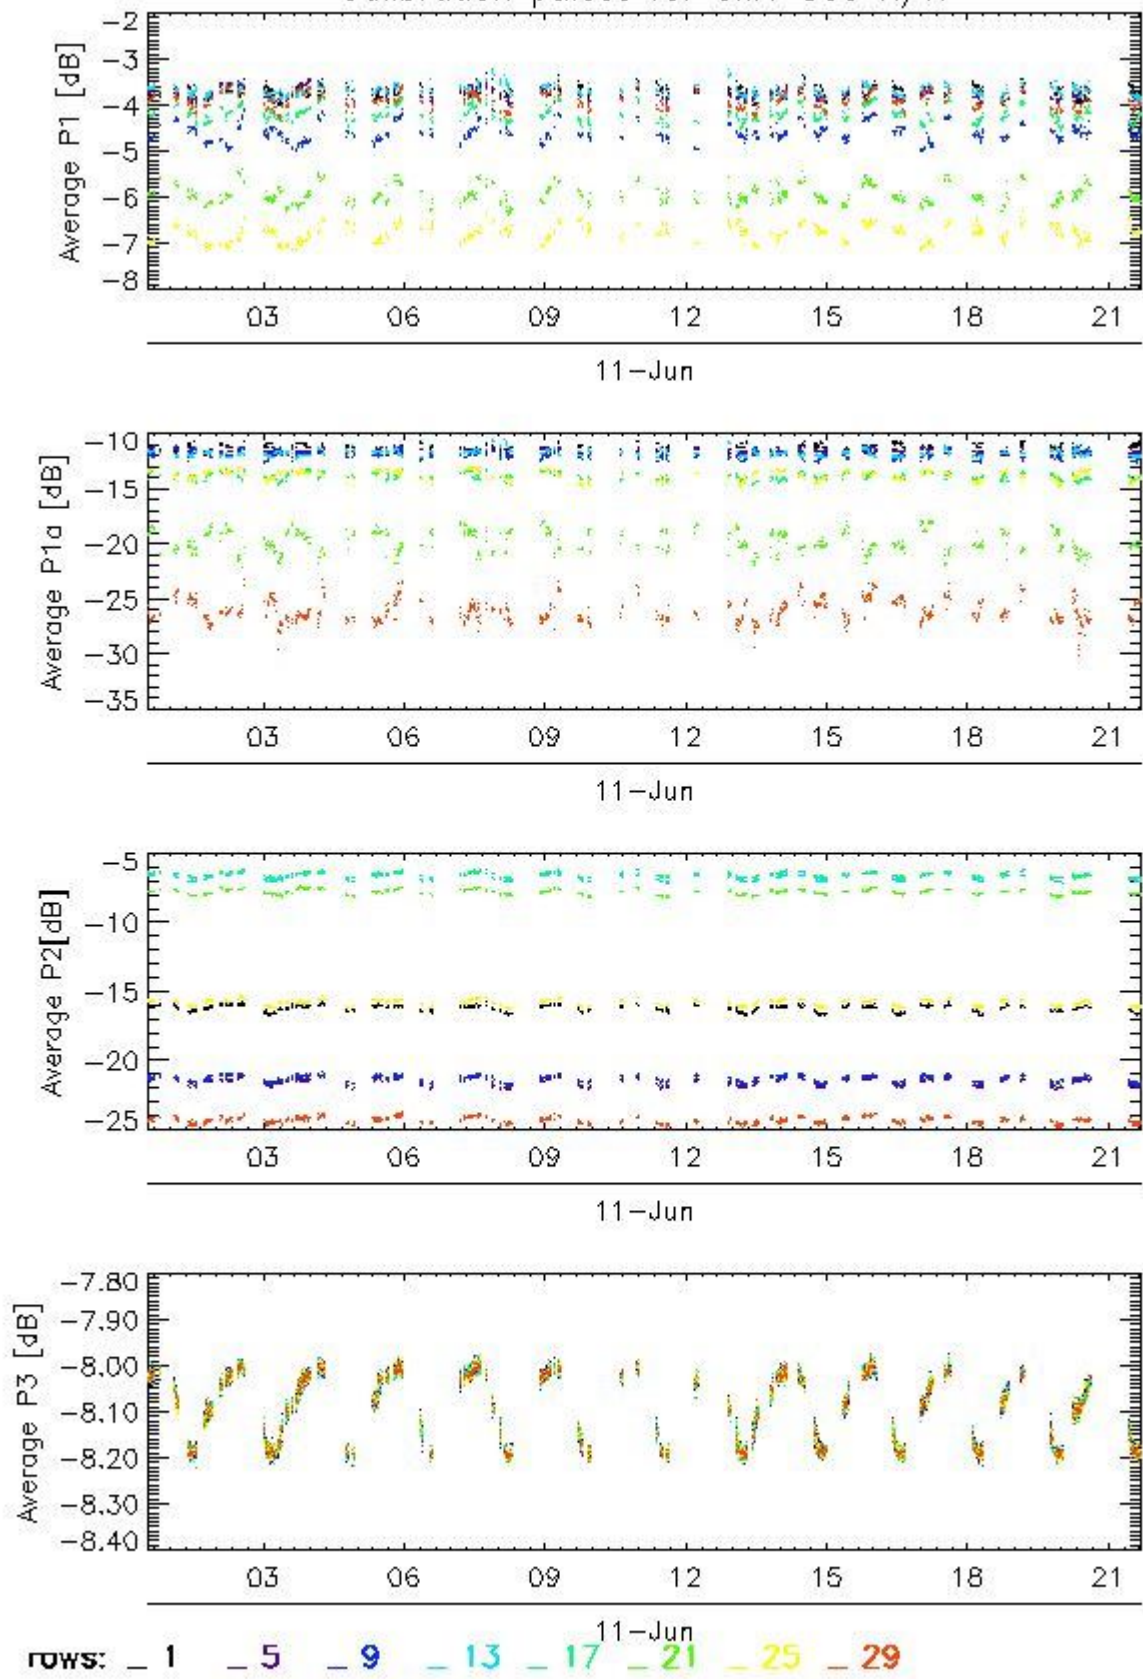 -2
-3
-4
-5
-6
-7
-8
Average P1 [dB]
03 06 09 12 15 18 21
11-Jun
-10
-15
-20
-25
-30
-35
Average P1a [dB]
03 06 09 12 15 18 21
11-Jun
-5
-10
-15
-20
-25
Average P2[dB]
03 06 09 12 15 18 21
11-Jun
-7.80
-7.90
-8.00
-8.10
-8.20
-8.30
-8.40
Average P3 [dB]
03 06 09 12 15 18 21
11-Jun
rows: _ 1 _ 5 _ 9 _ 13 _ 17 _ 21 _ 25 _ 29